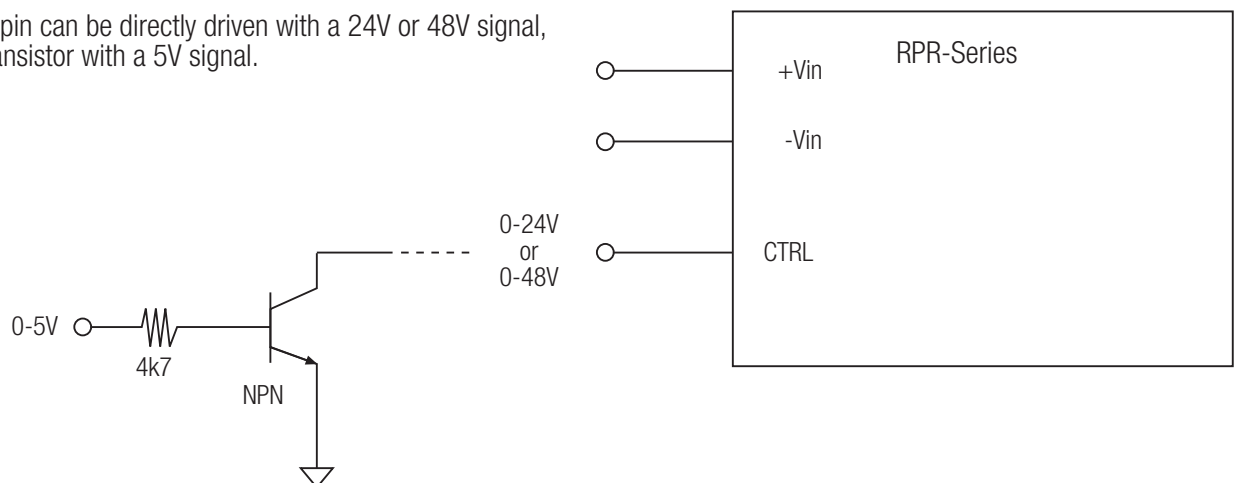 pin can be directly driven with a 24V or 48V signal,
ansistor with a 5V signal.
RPR-Series
+Vin
-Vin
0-24V
or
0-48V
CTRL
0-5V
4k7
NPN